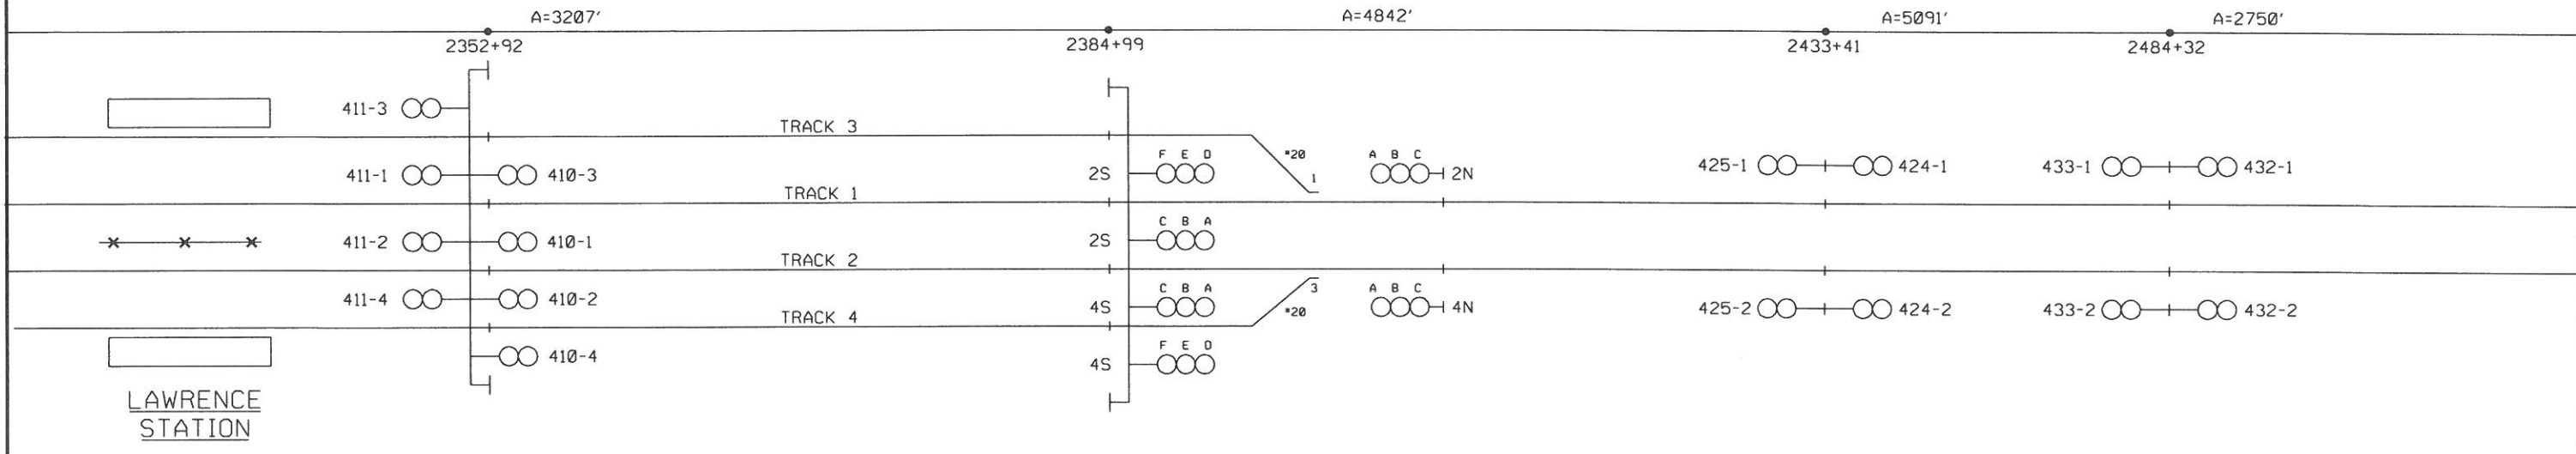 A=3207' A=4842' A=5091' A=2750'
2352+92 2384+99 2433+41 2484+32
411-3
TRACK 3
F E D
"20
A B C
411-1 410-3 2S 1 2N 425-1 424-1 433-1 432-1
TRACK 1
C B A
411-2 410-1 2S
TRACK 2
C B A
3
A B C
411-4 410-2 4S "20 4N 425-2 424-2 433-2 432-2
TRACK 4
F E D
410-4 4S
LAWRENCE
STATION